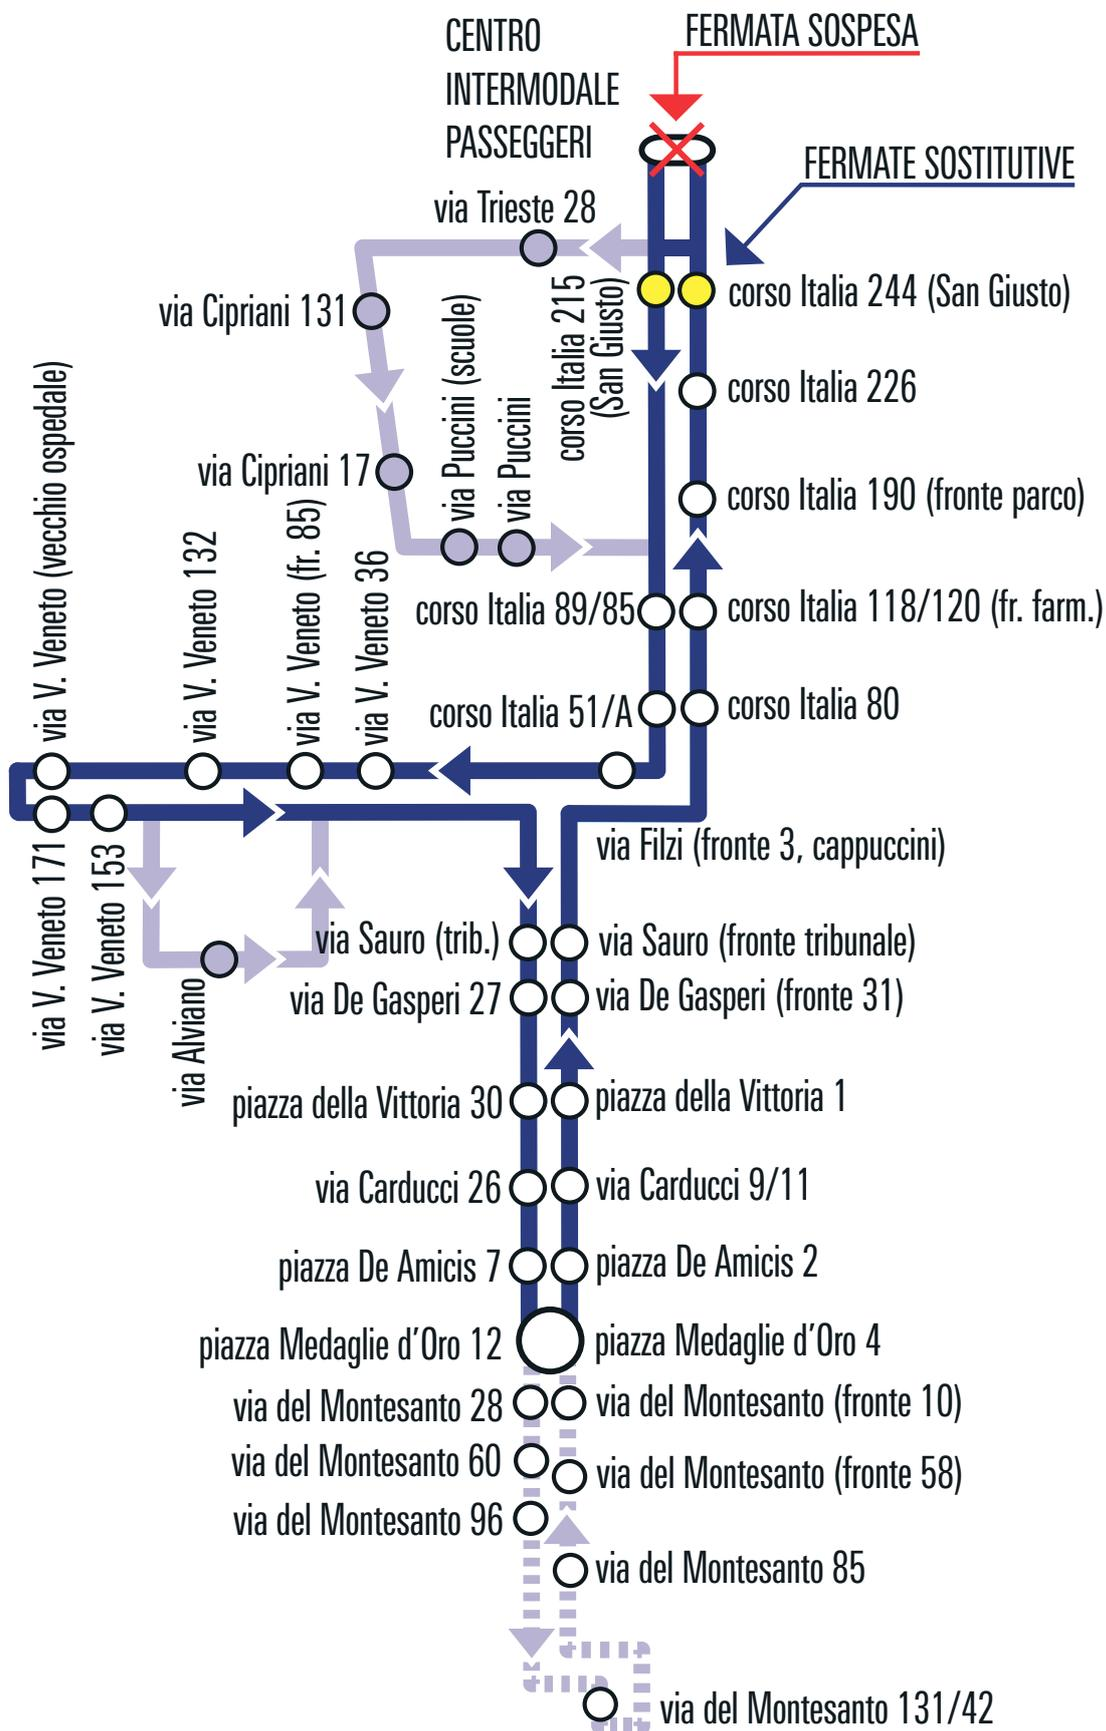 FERMATA SOSPESA
CENTRO
INTERMODALE
PASSEGGERI
FERMATE SOSTITUTIVE
via Trieste 28
via Cipriani 131
corso Italia 215
(San Giusto)
corso Italia 244 (San Giusto)
corso Italia 226
via Cipriani 17
via Puccini (scuole)
via Puccini
corso Italia 190 (fronte parco)
via V. Veneto (vecchio ospedale)
via V. Veneto 132
via V. Veneto (fr. 85)
via V. Veneto 36
corso Italia 89/85
corso Italia 118/120 (fr. farm.)
corso Italia 51/A
corso Italia 80
via V. Veneto 171
via V. Veneto 153
via Filzi (fronte 3, cappuccini)
via Alviano
via Sauro (trib.)
via Sauro (fronte tribunale)
via De Gasperi 27
via De Gasperi (fronte 31)
piazza della Vittoria 30
piazza della Vittoria 1
via Carducci 26
via Carducci 9/11
piazza De Amicis 7
piazza De Amicis 2
piazza Medaglie d’Oro 12
piazza Medaglie d’Oro 4
via del Montesanto 28
via del Montesanto (fronte 10)
via del Montesanto 60
via del Montesanto (fronte 58)
via del Montesanto 96
via del Montesanto 85
via del Montesanto 131/42